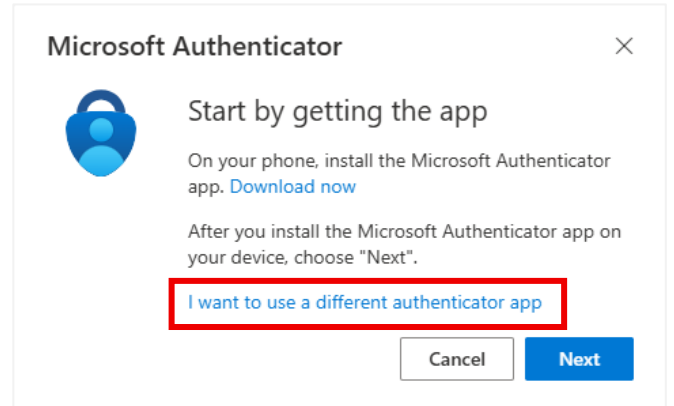 Microsoft Authenticator
Start by getting the app
On your phone, install the Microsoft Authenticator
app. Download now
After you install the Microsoft Authenticator app on
your device, choose "Next".
I want to use a different authenticator app
Cancel
Next